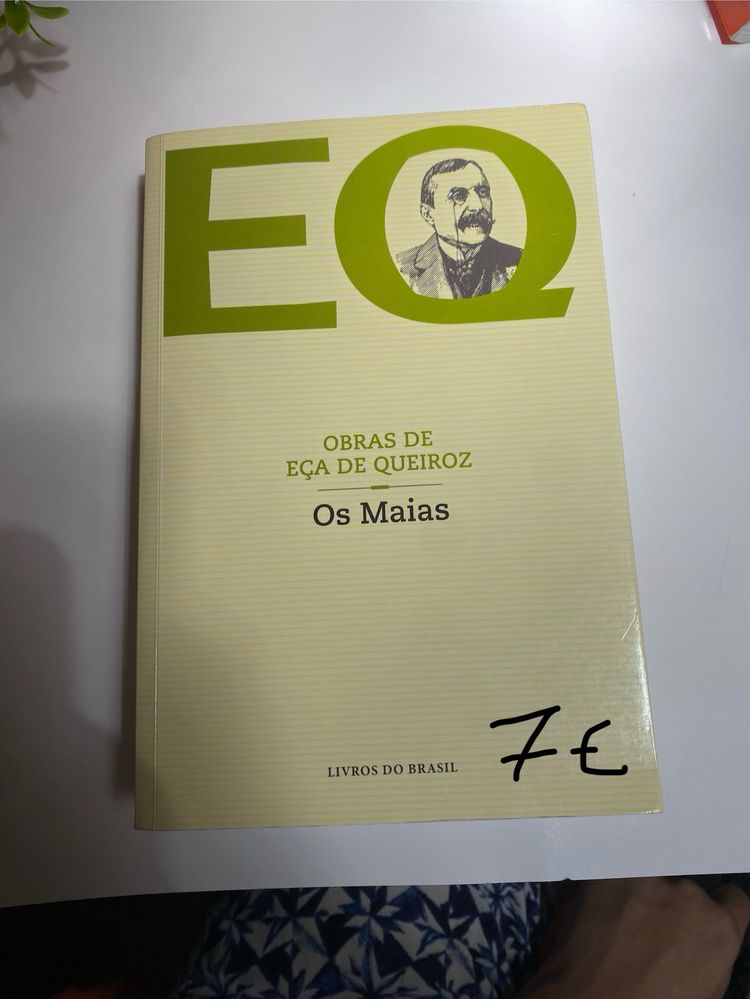 EQ
OBRAS DE
EÇA DE QUEIROZ
Os Maias
LIVROS DO BRASIL
7€